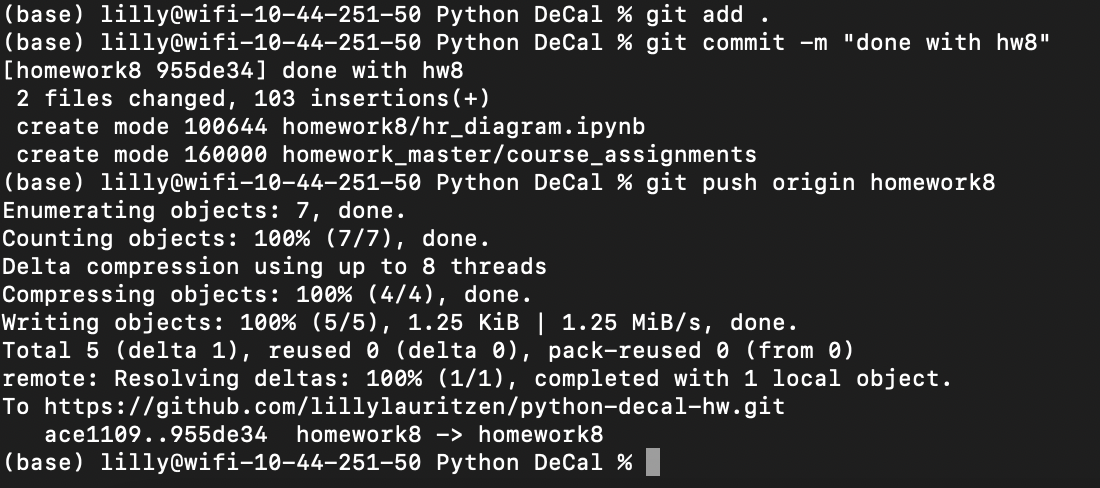 (base) lilly@wifi-10-44-251-50 Python DeCal % git add .
(base) lilly@wifi-10-44-251-50 Python DeCal % git commit -m "done with hw8"
[homework8 955de34] done with hw8
 2 files changed, 103 insertions(+)
 create mode 100644 homework8/hr_diagram.ipynb
 create mode 160000 homework_master/course_assignments
(base) lilly@wifi-10-44-251-50 Python DeCal % git push origin homework8
Enumerating objects: 7, done.
Counting objects: 100% (7/7), done.
Delta compression using up to 8 threads
Compressing objects: 100% (4/4), done.
Writing objects: 100% (5/5), 1.25 KiB | 1.25 MiB/s, done.
Total 5 (delta 1), reused 0 (delta 0), pack-reused 0 (from 0)
remote: Resolving deltas: 100% (1/1), completed with 1 local object.
To https://github.com/lillylauritzen/python-decal-hw.git
   ace1109..955de34  homework8 -> homework8
(base) lilly@wifi-10-44-251-50 Python DeCal %